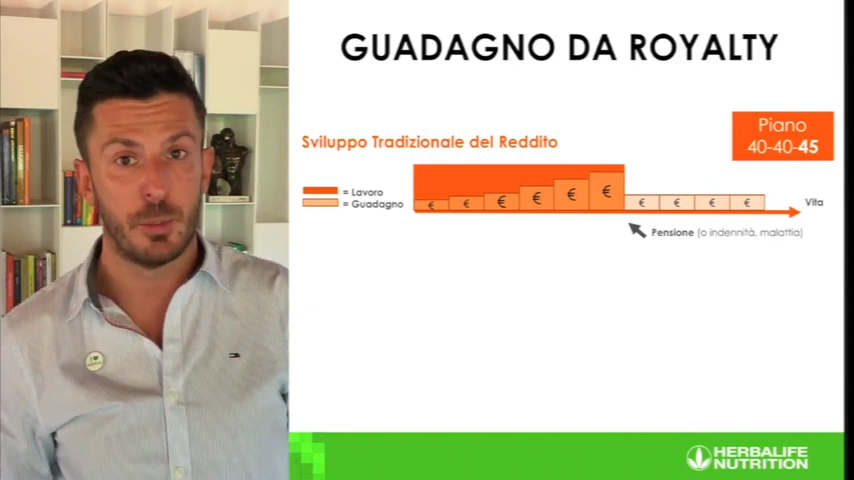 GUADAGNO DA ROYALTY
Piano
40-40-45
Sviluppo Tradizionale del Reddito
= Lavoro
= Guadagno
€ € € € € € € € € €
Vita
Pensione (o indennità, malattia)
HERBALIFE
NUTRITION